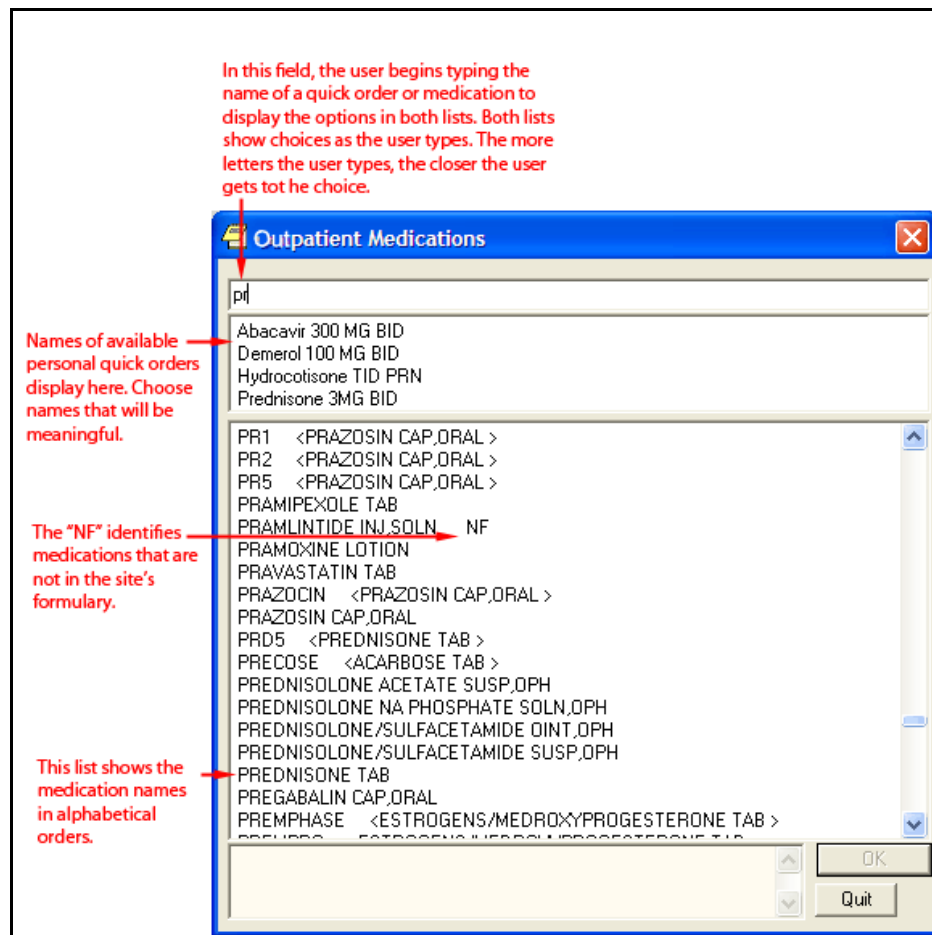 In this field, the user begins typing the
name of a quick order or medication to
display the options in both lists. Both lists
show choices as the user types. The more
letters the user types, the closer the user
gets tot he choice.
Outpatient Medications
pr
Names of available
personal quick orders
display here. Choose
names that will be
meaningful.
Abacavir 300 MG BID
Demerol 100 MG BID
Hydrocotisone TID PRN
Prednisone 3MG BID
PR1 <PRAZOSIN CAP,ORAL >
PR2 <PRAZOSIN CAP,ORAL >
PR5 <PRAZOSIN CAP,ORAL >
PRAMIPEXOLE TAB
PRAMLINTIDE INJ,SOLN NF
PRAMOXINE LOTION
PRAVASTATIN TAB
PRAZOCIN <PRAZOSIN CAP,ORAL >
PRAZOSIN CAP,ORAL
PRD5 <PREDNISONE TAB >
PRECOSE <ACARBOSE TAB >
PREDNISOLONE ACETATE SUSP,OPH
PREDNISOLONE NA PHOSPHATE SOLN,OPH
PREDNISOLONE/SULFACETAMIDE OINT,OPH
PREDNISOLONE/SULFACETAMIDE SUSP,OPH
PREDNISONE TAB
PREGABALIN CAP,ORAL
PREMPHASE <ESTROGENS/MEDROXYPROGESTERONE TAB >
The "NF" identifies
medications that are
not in the site's
formulary.
This list shows the
medication names
in alphabetical
orders.
OK
Quit